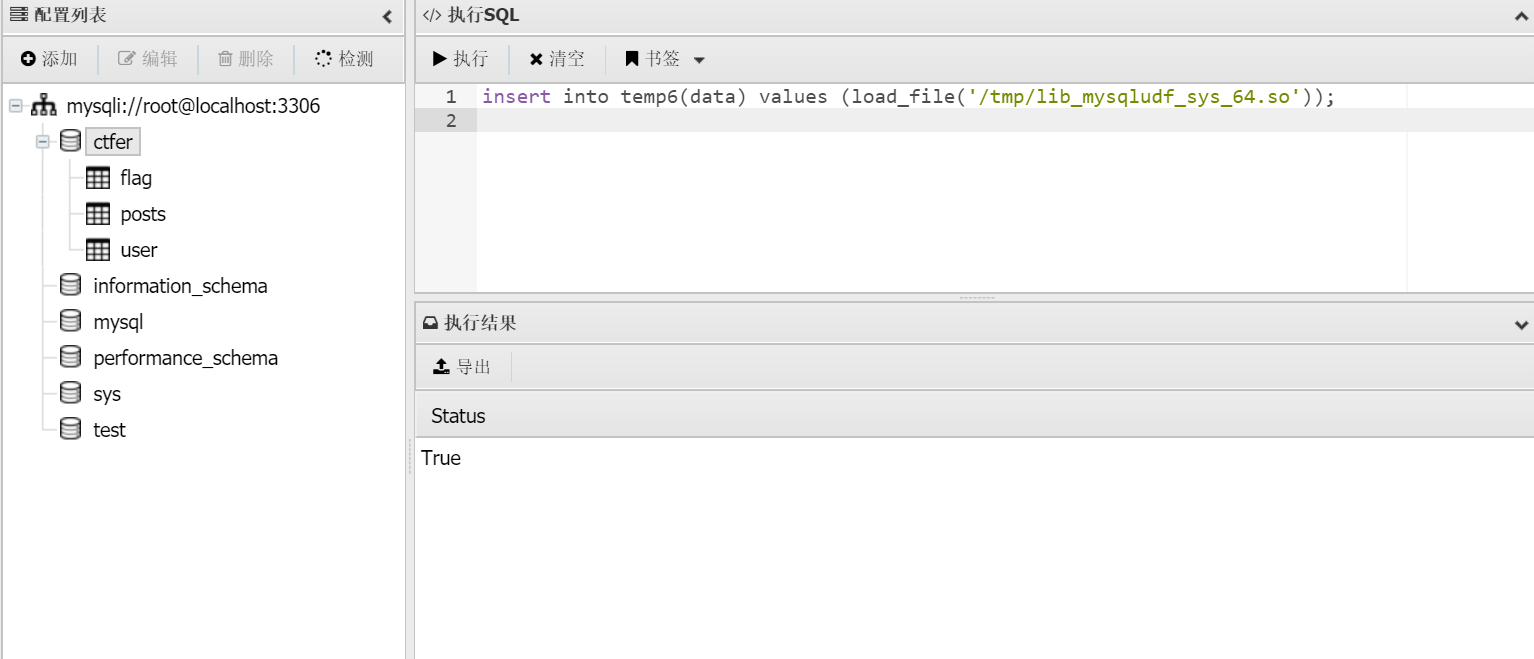 配置列表
添加 编辑 删除 检测
mysqli://root@localhost:3306
ctfer
flag
posts
user
information_schema
mysql
performance_schema
sys
test
</> 执行SQL
执行 清空 书签
1 insert into temp6(data) values (load_file('/tmp/lib_mysqludf_sys_64.so'));
2
执行结果
导出
Status
True